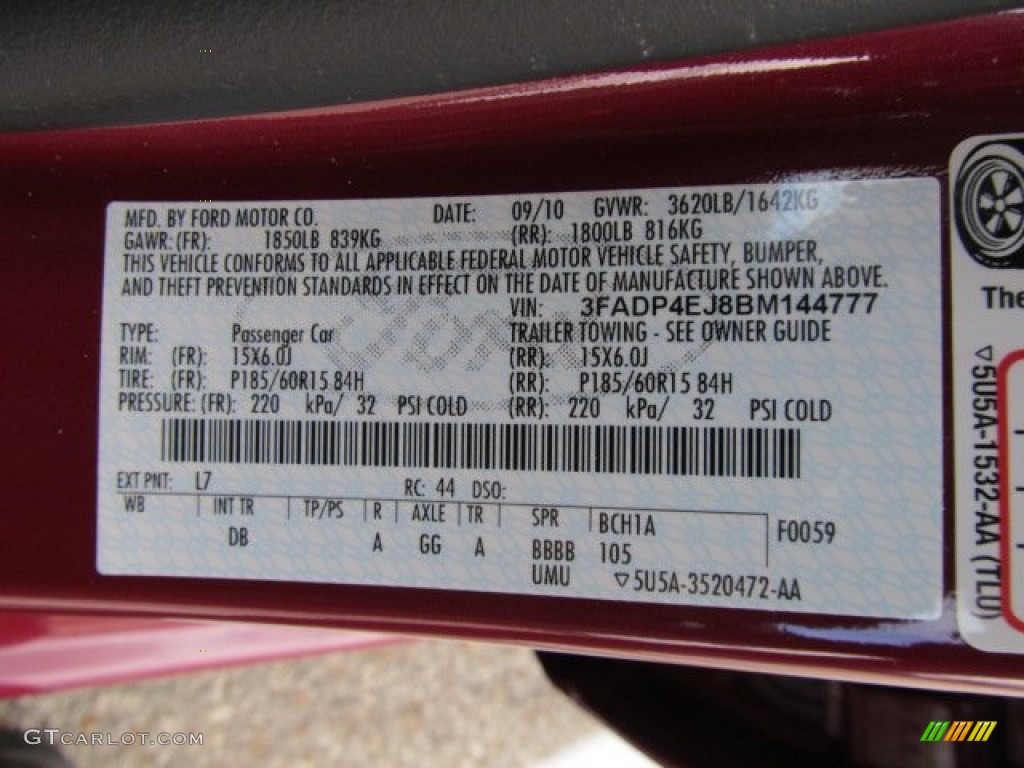 MFD. BY FORD MOTOR CO. DATE: 09/10 GVWR: 3620LB/1642KG
GAWR: (FR): 1850LB 839KG (RR): 1800LB 816KG
THIS VEHICLE CONFORMS TO ALL APPLICABLE FEDERAL MOTOR VEHICLE SAFETY, BUMPER,
AND THEFT PREVENTION STANDARDS IN EFFECT ON THE DATE OF MANUFACTURE SHOWN ABOVE.
VIN: 3FADP4EJ8BM144777
TYPE: Passenger Car TRAILER TOWING - SEE OWNER GUIDE
RIM: (FR): 15X6.0J (RR): 15X6.0J
TIRE: (FR): P185/60R15 84H (RR): P185/60R15 84H
PRESSURE: (FR): 220 kPa/ 32 PSI COLD (RR): 220 kPa/ 32 PSI COLD
EXT PNT: L7 RC: 44 DSO:
WB INT TR TP/PS R AXLE TR SPR BCH1A F0059
DB A GG A BBBB 105
UMU ▽5U5A-3520472-AA
The
▽5U5A-1532-AA (TLU)
Ford
GTCARLOT.COM